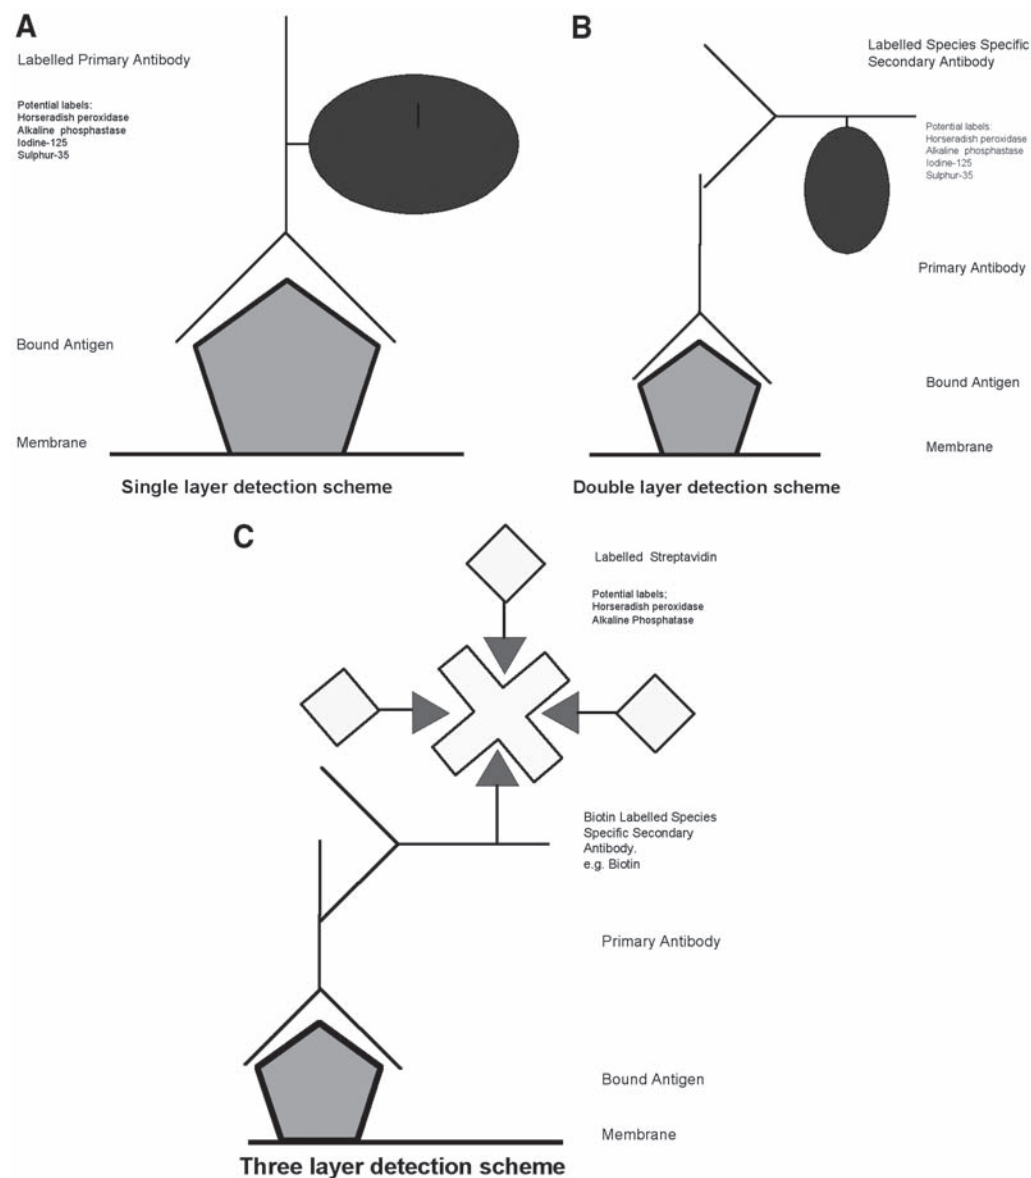 A
Labelled Primary Antibody
Potential labels:
Horseradish peroxidase
Alkaline phosphastase
Iodine-125
Sulphur-35
Bound Antigen
Membrane
Single layer detection scheme
B
Labelled Species Specific
Secondary Antibody
Potential labels:
Horseradish peroxidase
Alkaline phosphastase
Iodine-125
Sulphur-35
Primary Antibody
Bound Antigen
Membrane
Double layer detection scheme
C
Labelled Streptavidin
Potential labels;
Horseradish peroxidase
Alkaline Phosphatase
Biotin Labelled Species
Specific Secondary
Antibody.
e.g. Biotin
Primary Antibody
Bound Antigen
Membrane
Three layer detection scheme